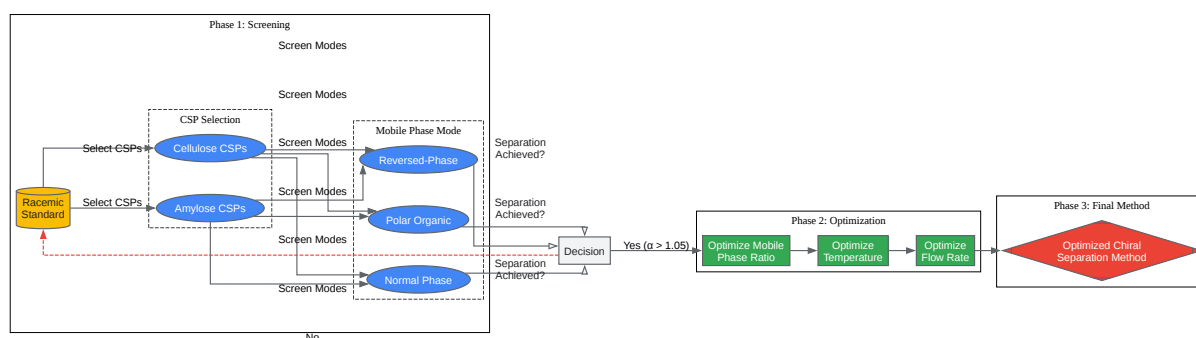 Phase 1: Screening
Screen Modes
Screen Modes
CSP Selection
Mobile Phase Mode
Select CSPs
Cellulose CSPs
Screen Modes
Reversed-Phase
Separation
Achieved?
Racemic
Standard
Select CSPs
Amylose CSPs
Screen Modes
Polar Organic
Separation
Achieved?
Screen Modes
Normal Phase
Separation
Achieved?
Screen Modes
No
Decision
Yes (α > 1.05)
Phase 2: Optimization
Optimize Mobile
Phase Ratio
Optimize
Temperature
Optimize
Flow Rate
Phase 3: Final Method
Optimized Chiral
Separation Method